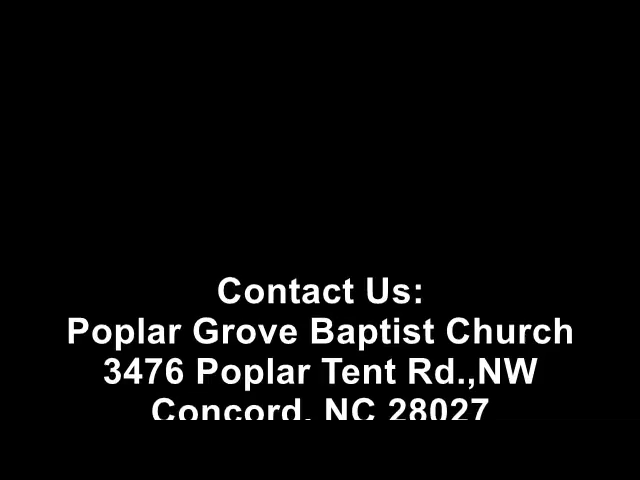 Contact Us:
Poplar Grove Baptist Church
3476 Poplar Tent Rd.,NW
Concord, NC 28027